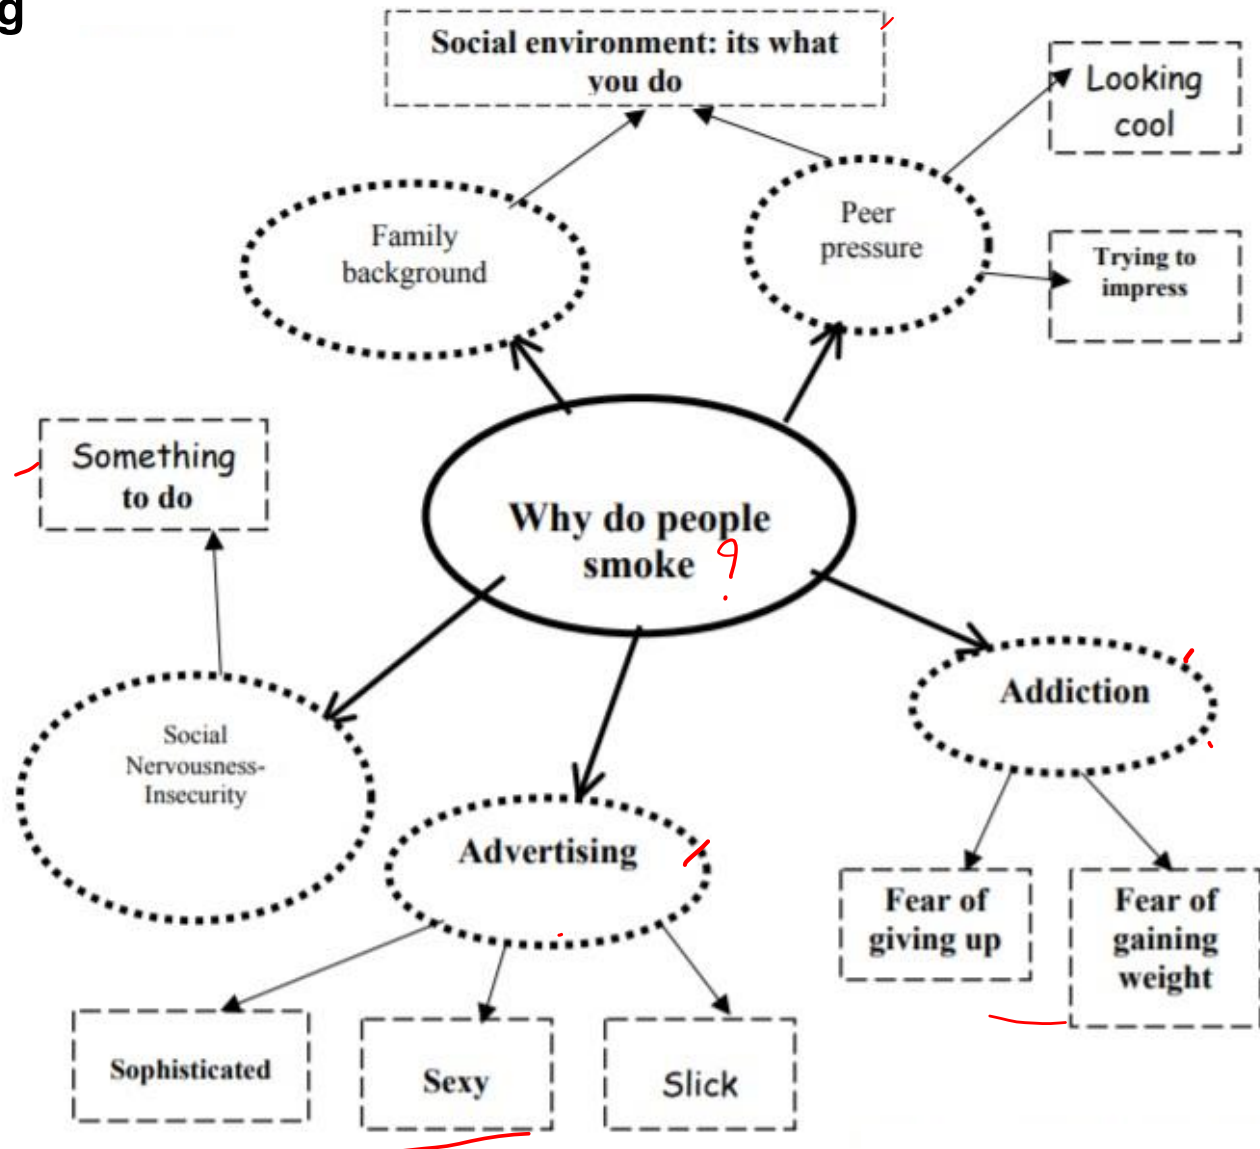 g
Social environment: its what
you do
Looking
cool
Family
background
Peer
pressure
Trying to
impress
Something
to do
Why do people
smoke ?
Addiction
Social
Nervousness-
Insecurity
Advertising
Fear of
giving up
Fear of
gaining
weight
Sophisticated
Sexy
Slick